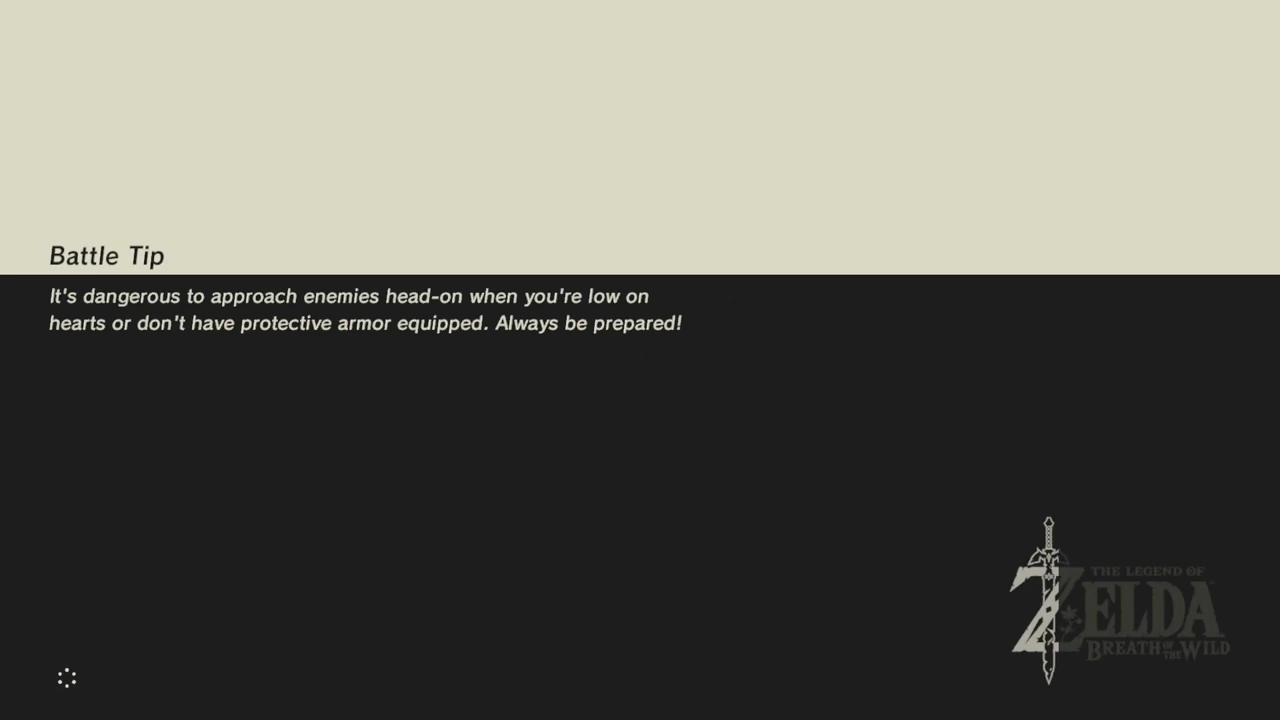 Battle Tip
It's dangerous to approach enemies head-on when you're low on
hearts or don't have protective armor equipped. Always be prepared!
THE LEGEND OF
ZELDA
BREATH OF THE WILD